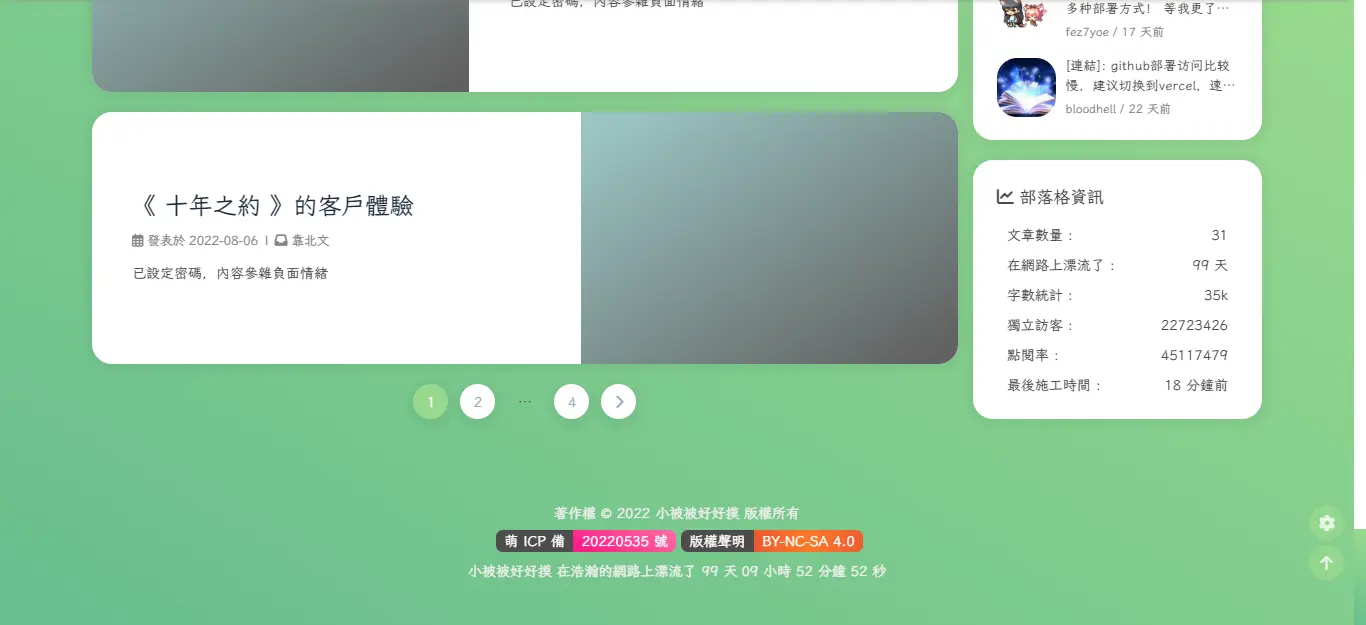 已設定密碼，內容參雜負面情緒
《 十年之約 》的客戶體驗
發表於 2022-08-06 | 靠北文
已設定密碼，內容參雜負面情緒
1 2 … 4
多种部署方式！ 等我更了…
fez7yoe / 17 天前
[連結]: github部署访问比较
慢，建议切换到vercel，速…
bloodhell / 22 天前
部落格資訊
文章數量 : 31
在網路上漂流了 : 99 天
字數統計 : 35k
獨立訪客 : 22723426
點閱率 : 45117479
最後施工時間 : 18 分鐘前
著作權 © 2022 小被被好好摸 版權所有
萌 ICP 備 20220535 號 版權聲明 BY-NC-SA 4.0
小被被好好摸 在浩瀚的網路上漂流了 99 天 09 小時 52 分鐘 52 秒